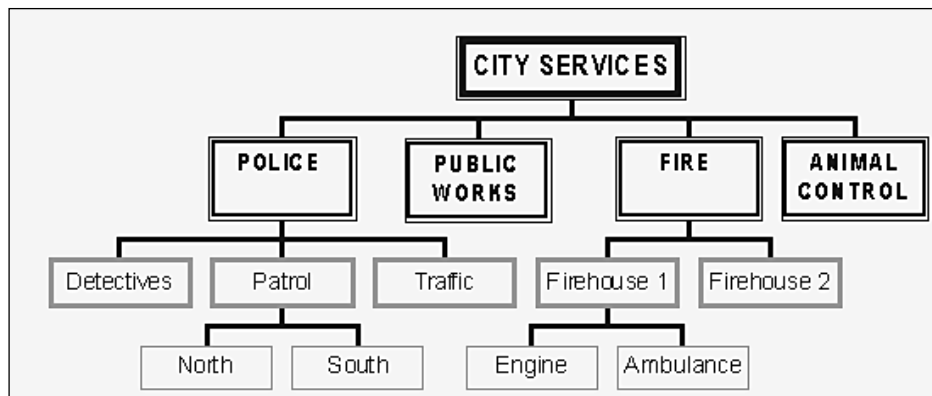 CITY SERVICES
POLICE
PUBLIC
WORKS
FIRE
ANIMAL
CONTROL
Detectives
Patrol
Traffic
Firehouse 1
Firehouse 2
North
South
Engine
Ambulance